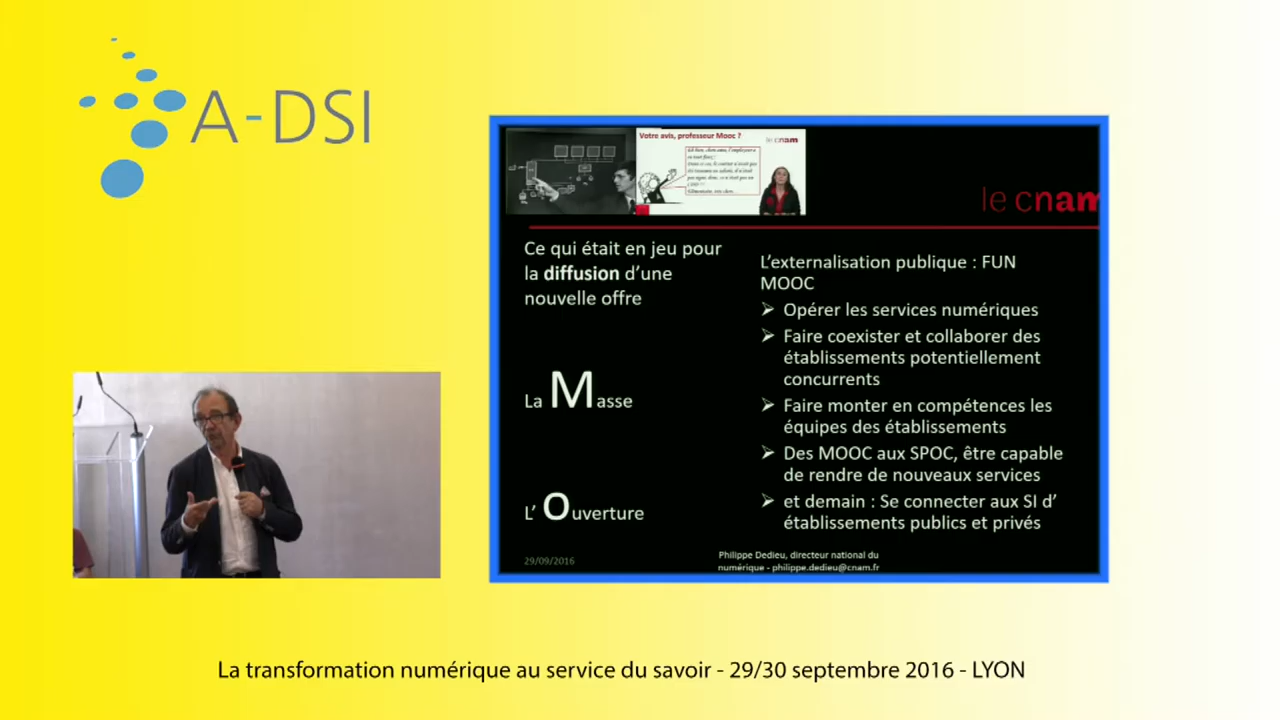 A-DSI
Votre avis, professeur Mooc ?
le cnam
le cnam
Ce qui était en jeu pour
la diffusion d'une
nouvelle offre
La Masse
L' Ouverture
L'externalisation publique : FUN
MOOC
➢ Opérer les services numériques
➢ Faire coexister et collaborer des
établissements potentiellement
concurrents
➢ Faire monter en compétences les
équipes des établissements
➢ Des MOOC aux SPOC, être capable
de rendre de nouveaux services
➢ et demain : Se connecter aux SI d'
établissements publics et privés
29/09/2016
Philippe Dedieu, directeur national du
numérique - philippe.dedieu@cnam.fr
La transformation numérique au service du savoir - 29/30 septembre 2016 - LYON